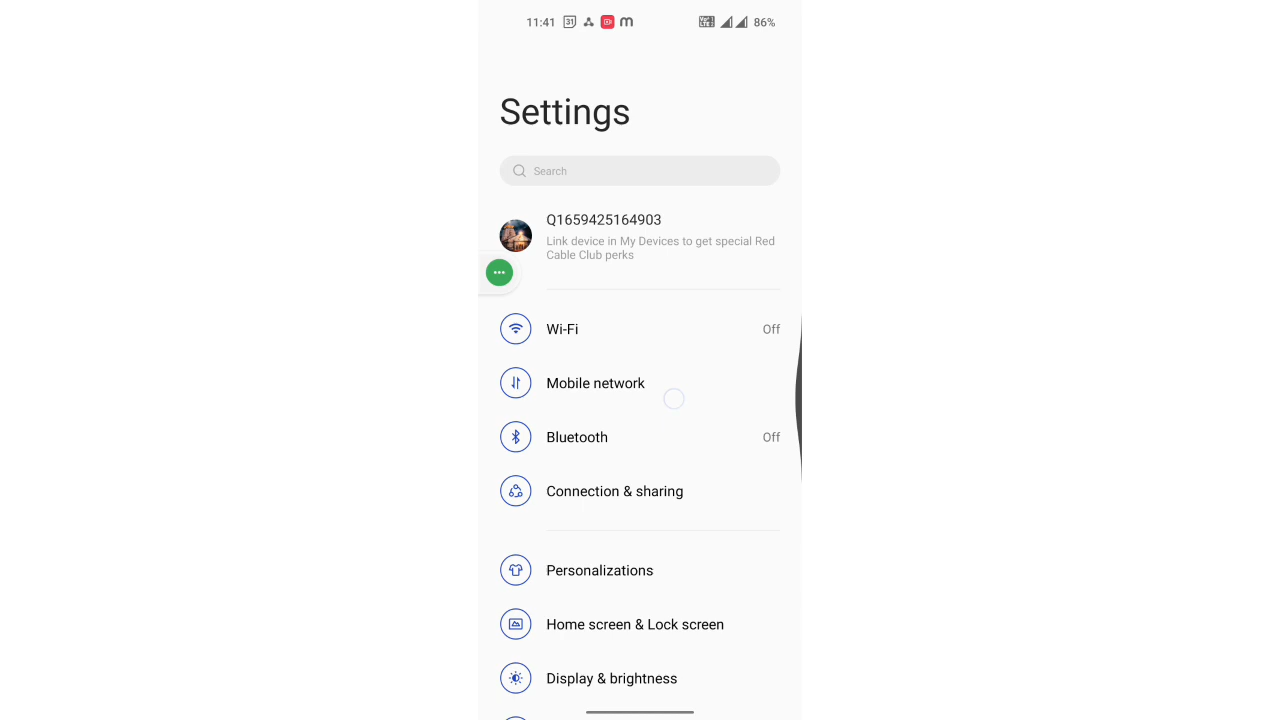 11:41 31 m 86%
Settings
Search
Q1659425164903
Link device in My Devices to get special Red
Cable Club perks
Wi-Fi Off
Mobile network
Bluetooth Off
Connection & sharing
Personalizations
Home screen & Lock screen
Display & brightness